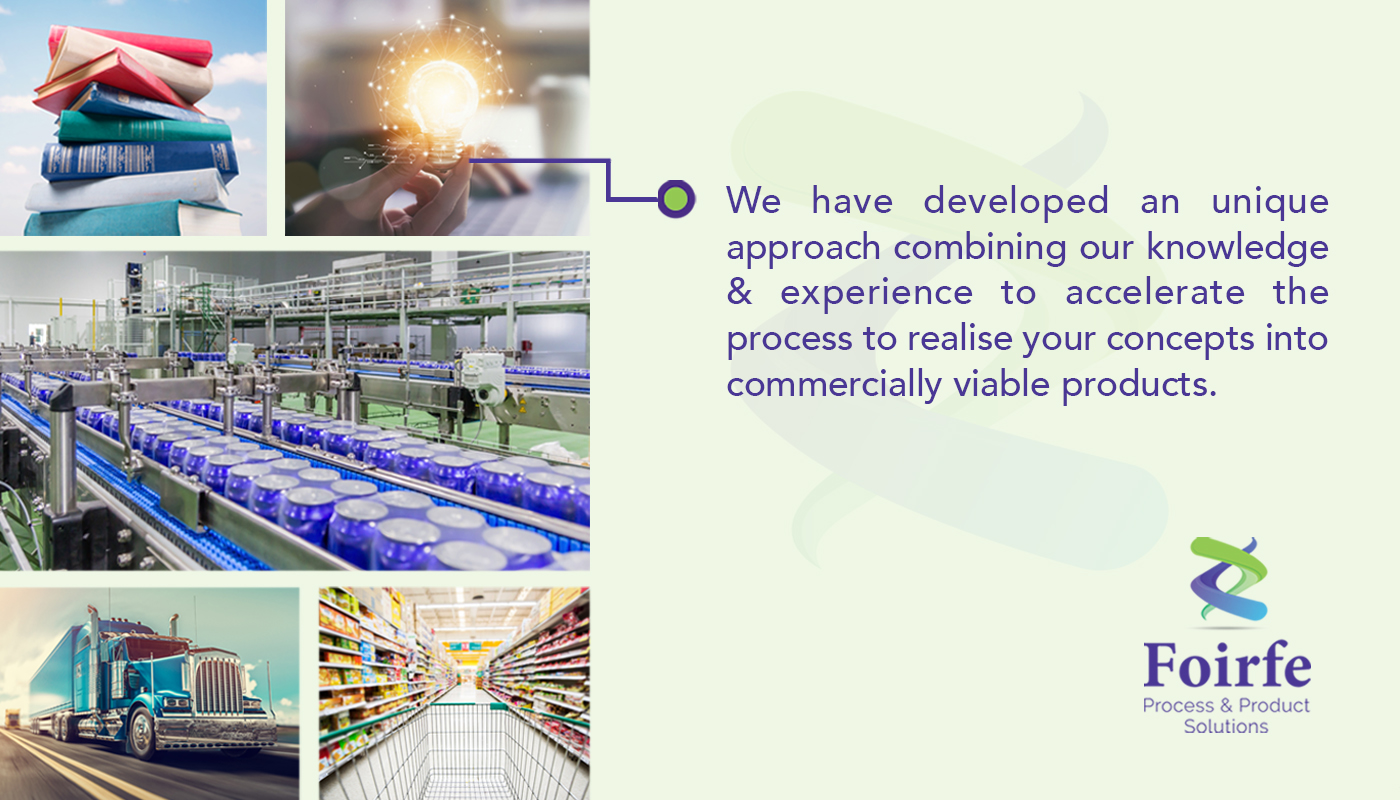 We have developed an unique
approach combining our knowledge
& experience to accelerate the
process to realise your concepts into
commercially viable products.
Foirfe
Process & Product
Solutions